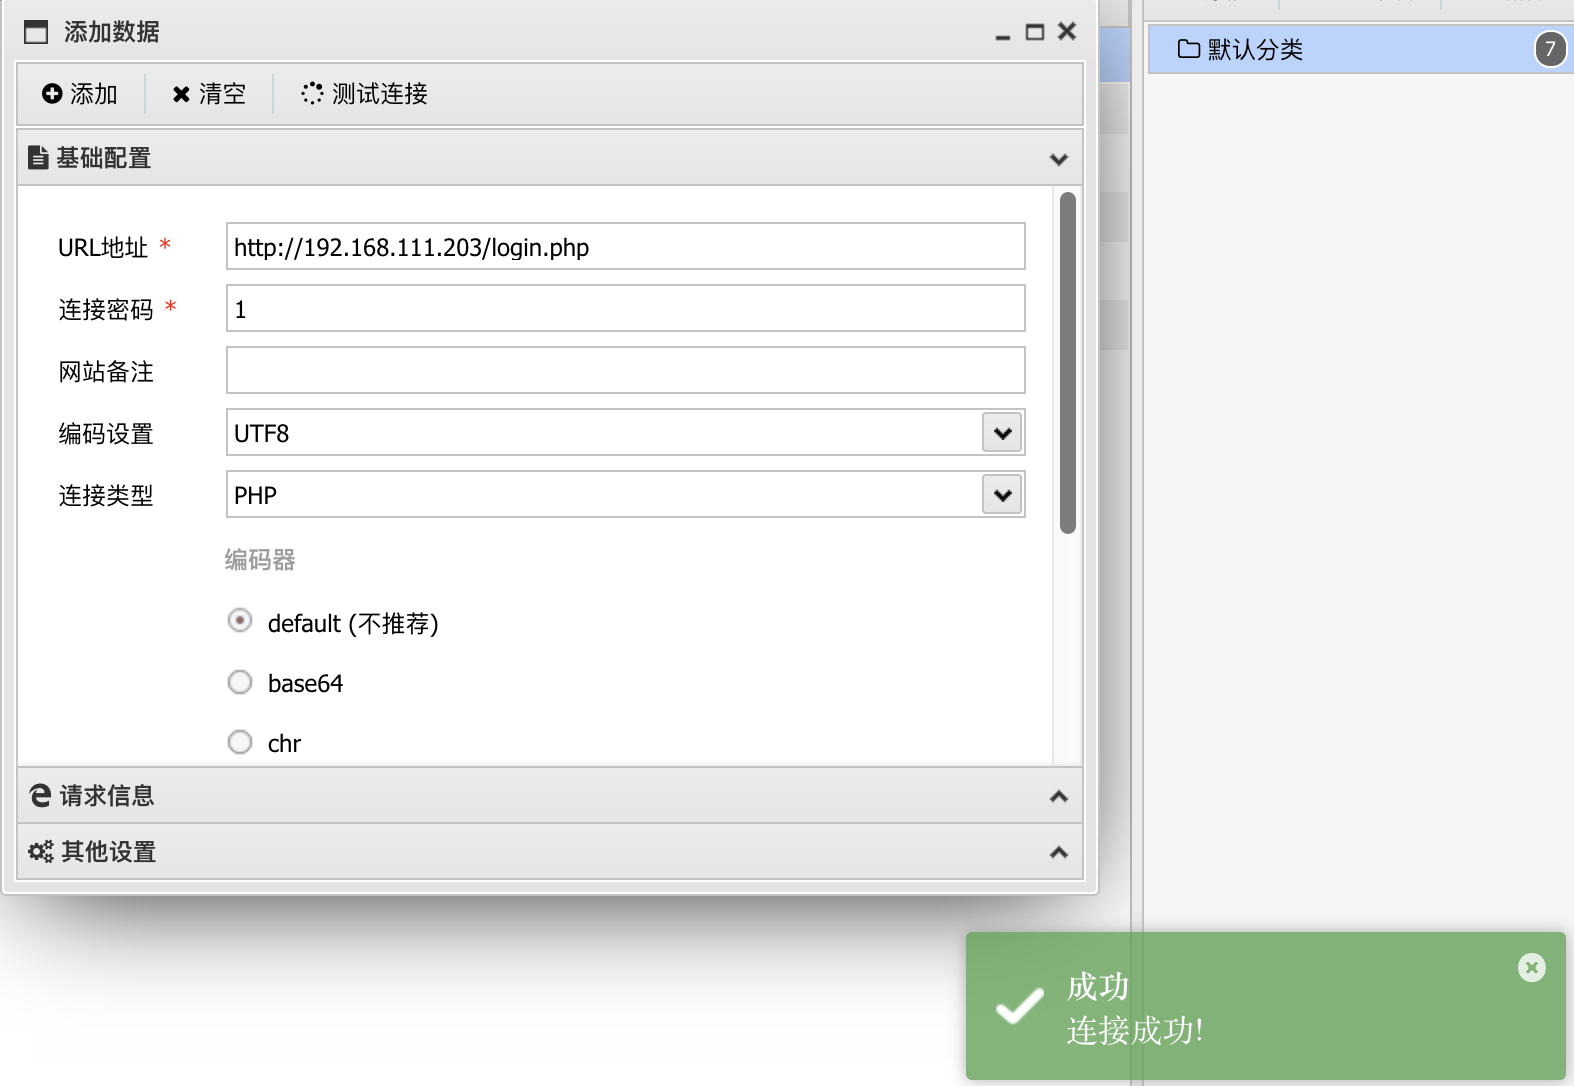 添加数据
添加
清空
测试连接
基础配置
URL地址 *
http://192.168.111.203/login.php
连接密码 *
1
网站备注
编码设置
UTF8
连接类型
PHP
编码器
default (不推荐)
base64
chr
请求信息
其他设置
默认分类
7
成功
连接成功!